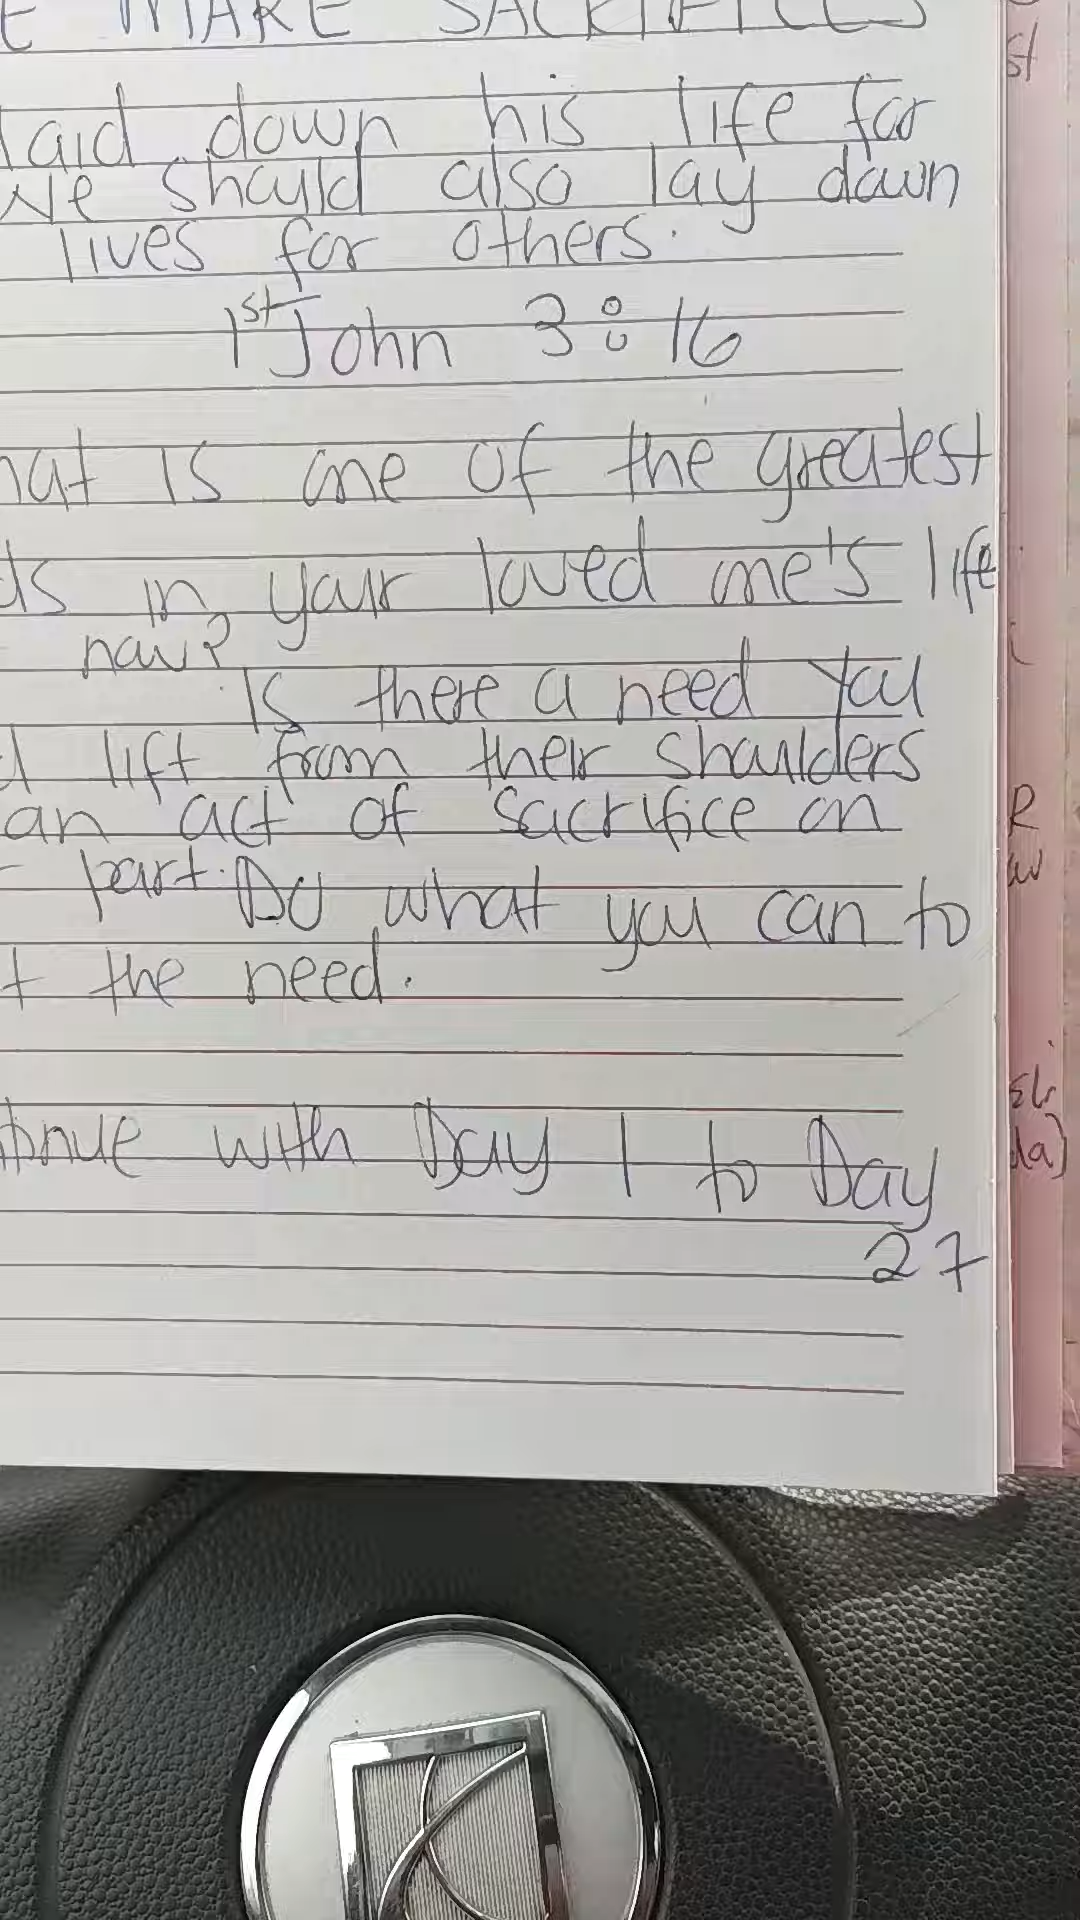 MAKE SACRIFICES
laid down his life for
We should also lay down
lives for others.
1st John 3:16
is one of the greatest
in your loved one's life
now?
Is there a need you
lift from their shoulders
an act of sacrifice on
part. Do what you can to
the need.
with Day 1 to Day
27